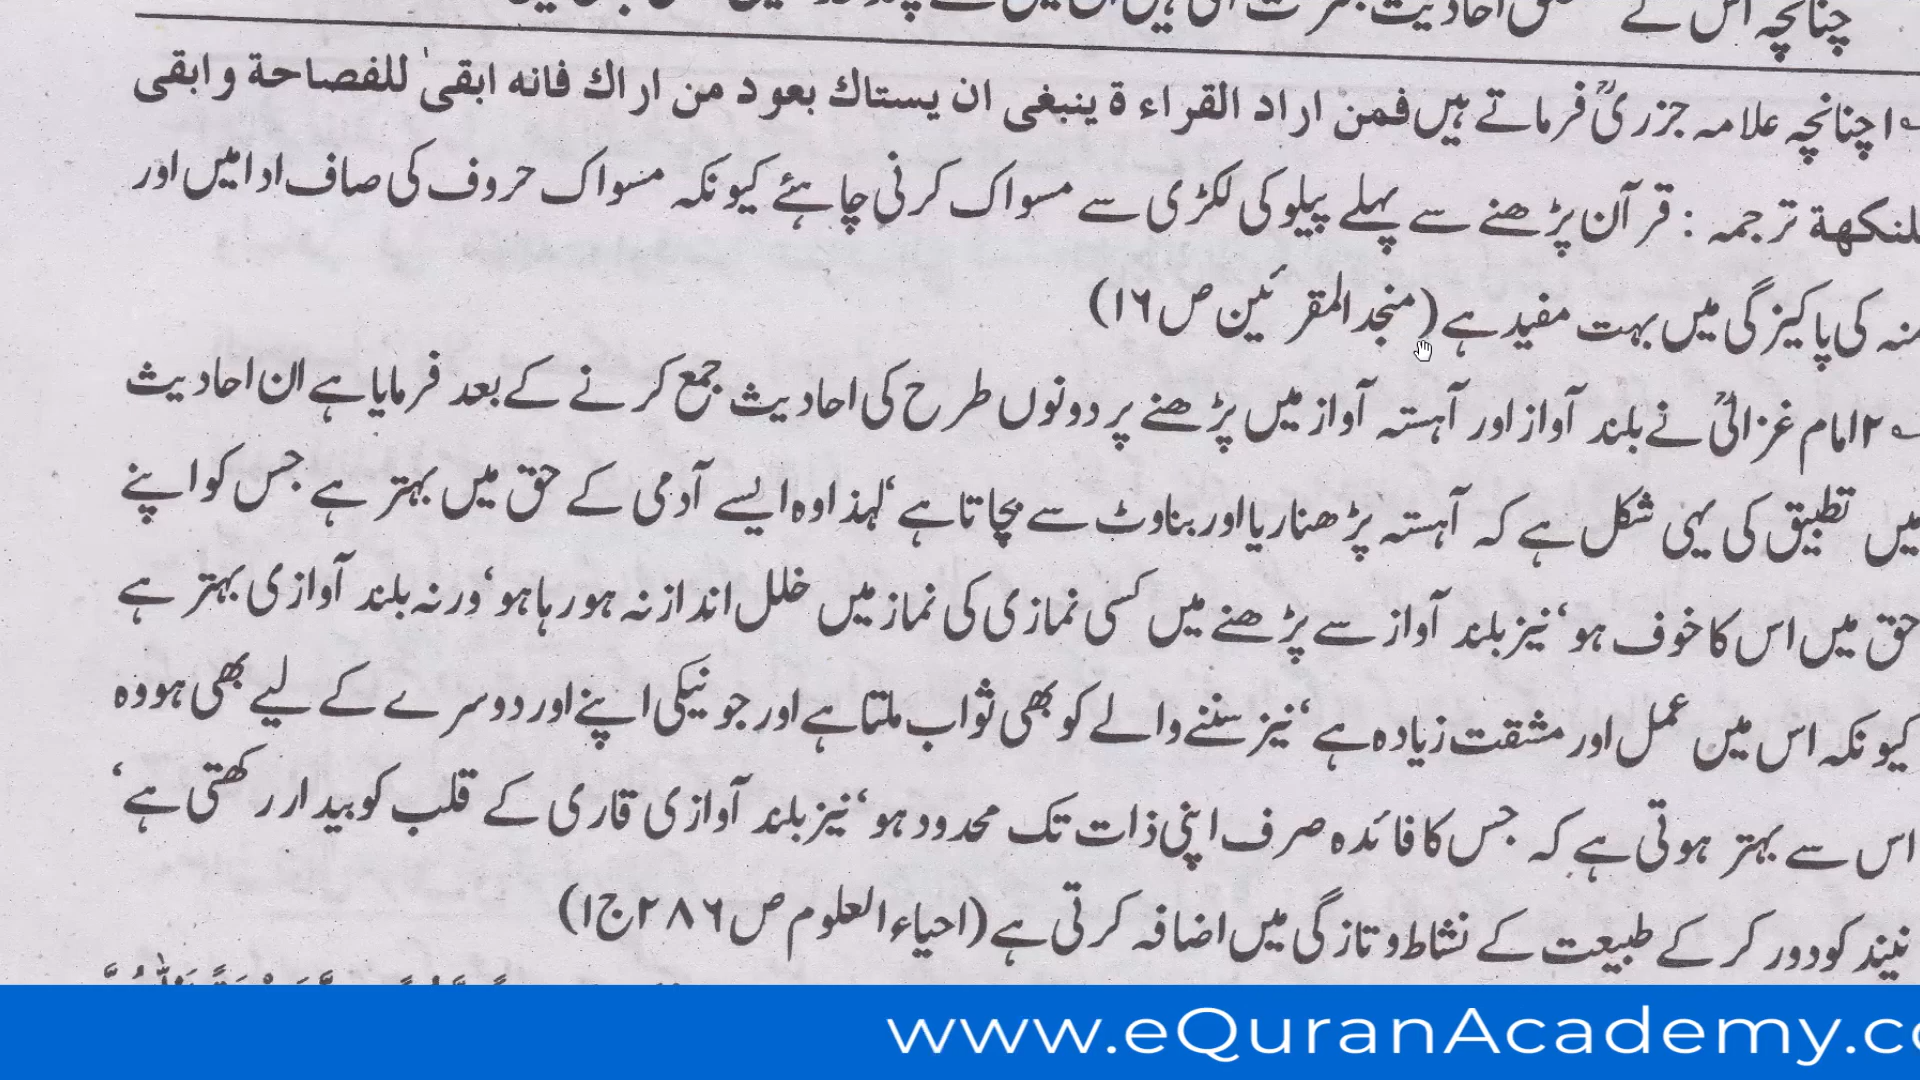 چنانچہ اس کے
؎۱ چنانچہ علامہ جزریؒ فرماتے ہیں فمن اراد القراءة ينبغى ان يستاك بعود من اراك فانه ابقىٰ للفصاحة وابقى
للنكهة ترجمہ : قرآن پڑھنے سے پہلے پیلو کی لکڑی سے مسواک کرنی چاہئے کیونکہ مسواک حروف کی صاف ادا میں اور
منہ کی پاکیزگی میں بہت مفید ہے (منجد المقرئین ص ۱۶)
؎۲ امام غزالیؒ نے بلند آواز اور آہستہ آواز میں پڑھنے پر دونوں طرح کی احادیث جمع کرنے کے بعد فرمایا ہے ان احادیث
میں تطبیق کی یہی شکل ہے کہ آہستہ پڑھنا ریا اور بناوٹ سے بچاتا ہے‘ لہذا وہ ایسے آدمی کے حق میں بہتر ہے جس کو اپنے
حق میں اس کا خوف ہو‘ نیز بلند آواز سے پڑھنے میں کسی نمازی کی نماز میں خلل انداز نہ ہو رہا ہو‘ ورنہ بلند آوازی بہتر ہے
کیونکہ اس میں عمل اور مشقت زیادہ ہے‘ نیز سننے والے کو بھی ثواب ملتا ہے اور جو نیکی اپنے اور دوسرے کے لیے بھی ہو وہ
اس سے بہتر ہوتی ہے کہ جس کا فائدہ صرف اپنی ذات تک محدود ہو‘ نیز بلند آوازی قاری کے قلب کو بیدار رکھتی ہے‘
نیند کو دور کر کے طبیعت کے نشاط و تازگی میں اضافہ کرتی ہے (احیاء العلوم ص ۲۸۶ ج ۱)
www.eQuranAcademy.c